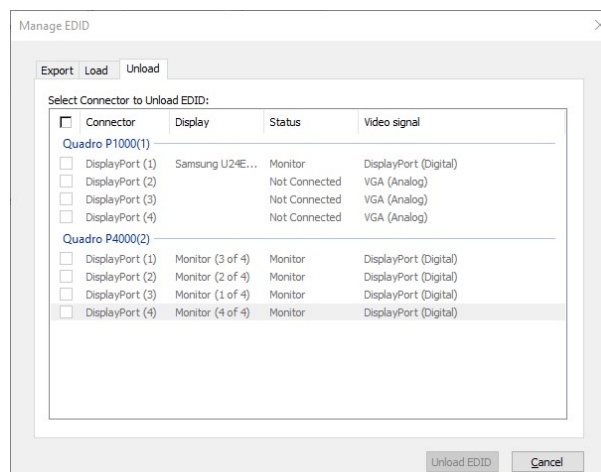 Manage EDID
Export Load Unload
Select Connector to Unload EDID:
Connector Display Status Video signal
Quadro P1000(1)
DisplayPort (1) Samsung U24E... Monitor DisplayPort (Digital)
DisplayPort (2) Not Connected VGA (Analog)
DisplayPort (3) Not Connected VGA (Analog)
DisplayPort (4) Not Connected VGA (Analog)
Quadro P4000(2)
DisplayPort (1) Monitor (3 of 4) Monitor DisplayPort (Digital)
DisplayPort (2) Monitor (2 of 4) Monitor DisplayPort (Digital)
DisplayPort (3) Monitor (1 of 4) Monitor DisplayPort (Digital)
DisplayPort (4) Monitor (4 of 4) Monitor DisplayPort (Digital)
Unload EDID Cancel